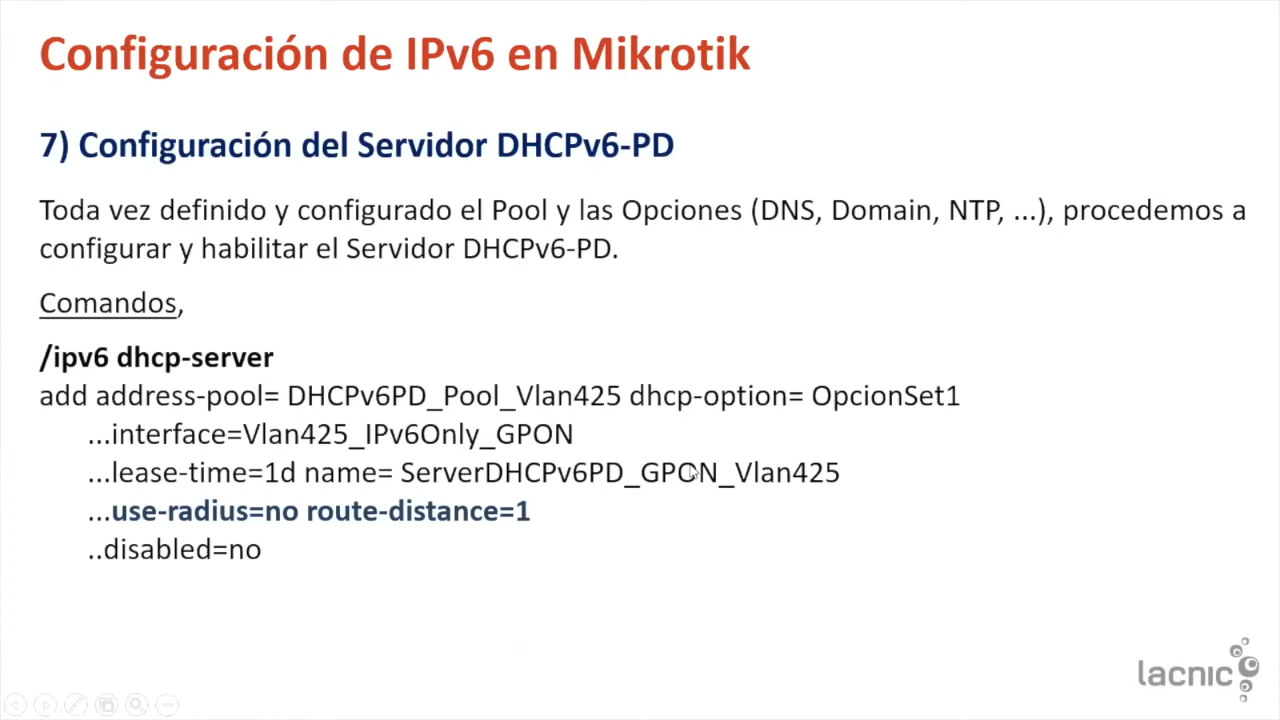 Configuración de IPv6 en Mikrotik
7) Configuración del Servidor DHCPv6-PD
Toda vez definido y configurado el Pool y las Opciones (DNS, Domain, NTP, ...), procedemos a
configurar y habilitar el Servidor DHCPv6-PD.
Comandos,
/ipv6 dhcp-server
add address-pool= DHCPv6PD_Pool_Vlan425 dhcp-option= OpcionSet1
...interface=Vlan425_IPv6Only_GPON
...lease-time=1d name= ServerDHCPv6PD_GPON_Vlan425
...use-radius=no route-distance=1
..disabled=no
lacnic